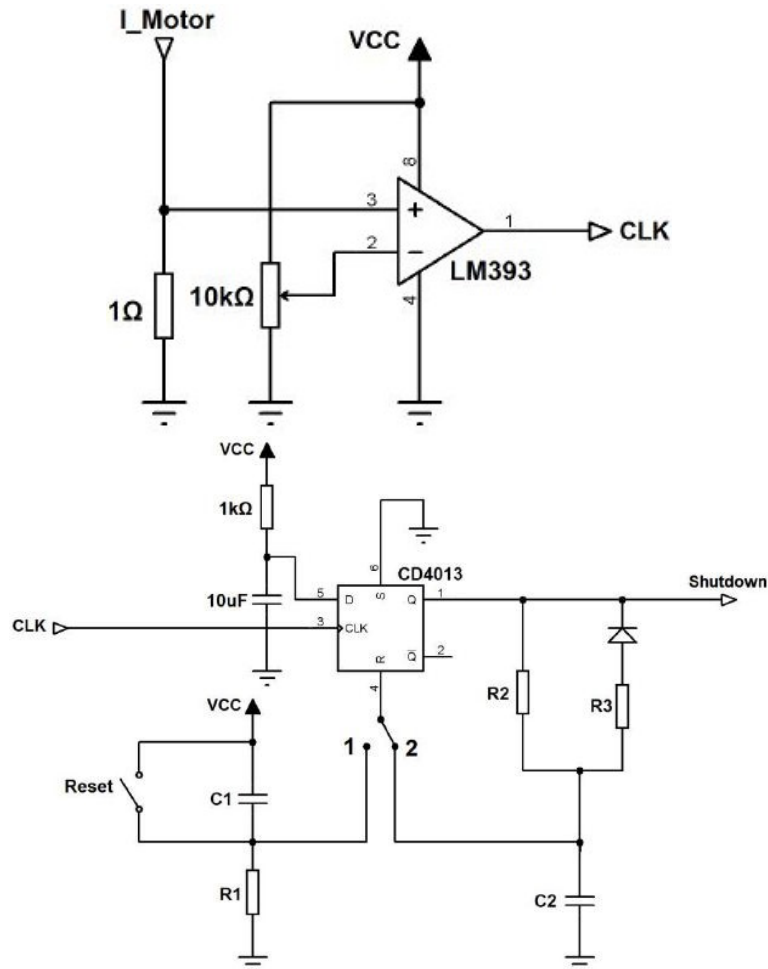 I_Motor
VCC
8
3
+
2
−
1
CLK
LM393
4
1Ω
10kΩ
VCC
1kΩ
6
CD4013
5
D
S
Q
1
Shutdown
10uF
CLK
3
CLK
R
Q
2
4
R2
R3
VCC
1
2
Reset
C1
R1
C2